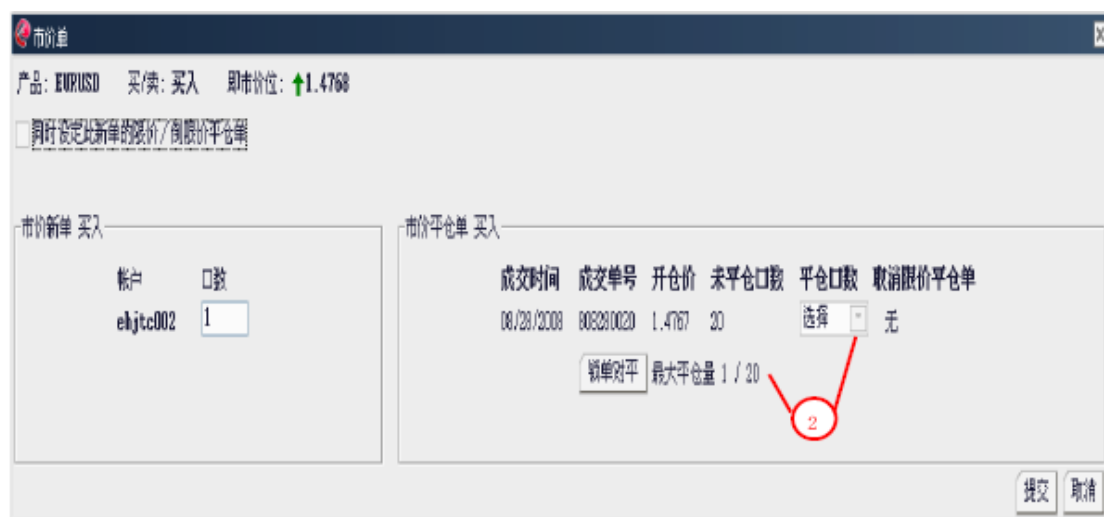 市价单
产品: EURUSD 买/卖: 买入 即市价位: 1.4768
同时设定此新单的限价/倒限价平仓单
市价新单 买入
帐户 口数
ehjtc002 1
市价平仓单 买入
成交时间 成交单号 开仓价 未平仓口数 平仓口数 取消限价平仓单
08/28/2008 808280020 1.4767 20 选择 无
锁单对平 最大平仓量 1 / 20
2
提交 取消